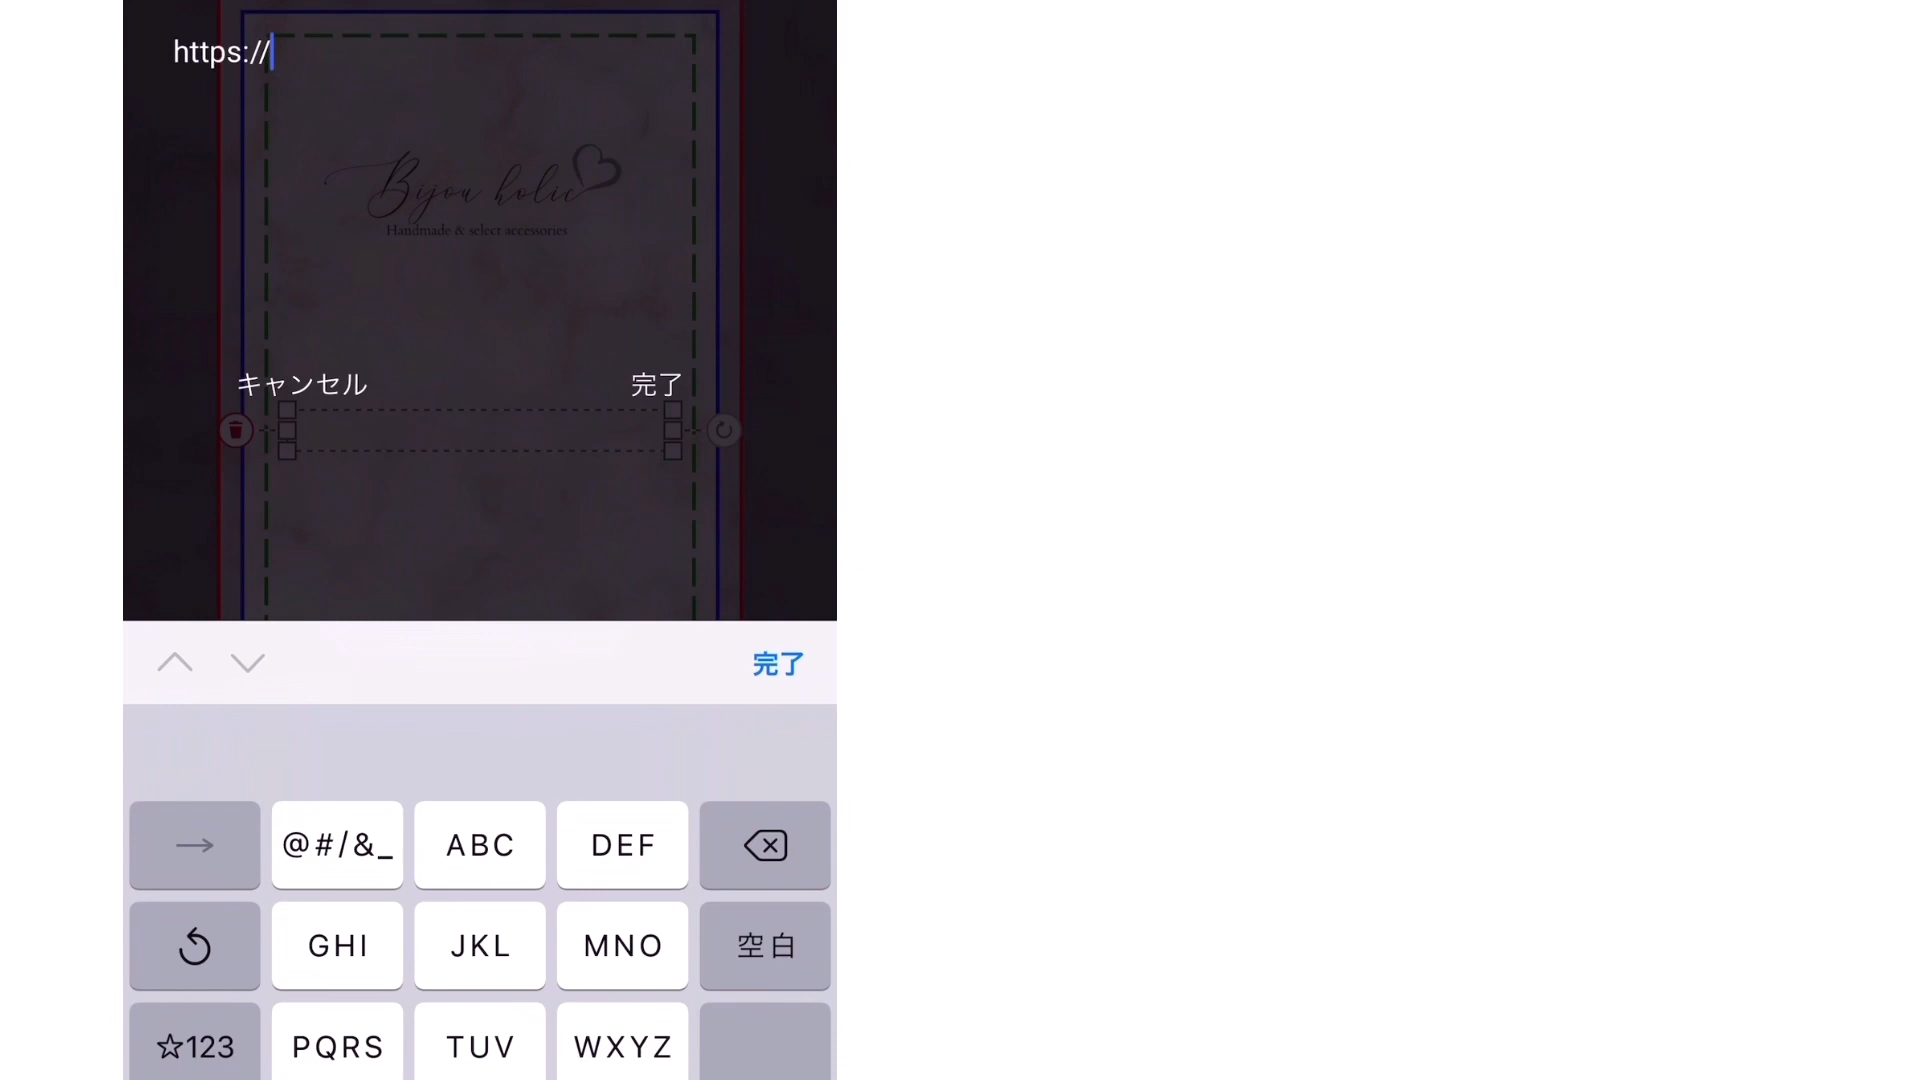 https://
Bijou holic
Handmade & select accessories
キャンセル 完了
完了
→ @#/&_ ABC DEF
GHI JKL MNO 空白
☆123 PQRS TUV WXYZ